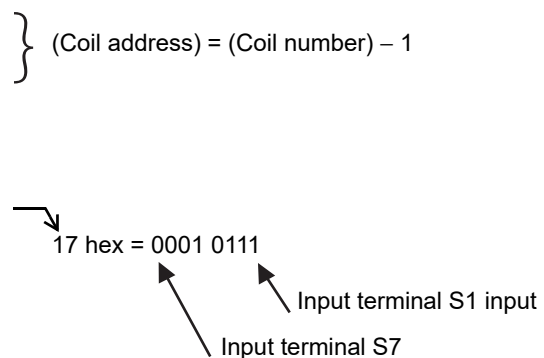 (Coil address) = (Coil number) – 1
17 hex = 0001 0111
Input terminal S1 input
Input terminal S7